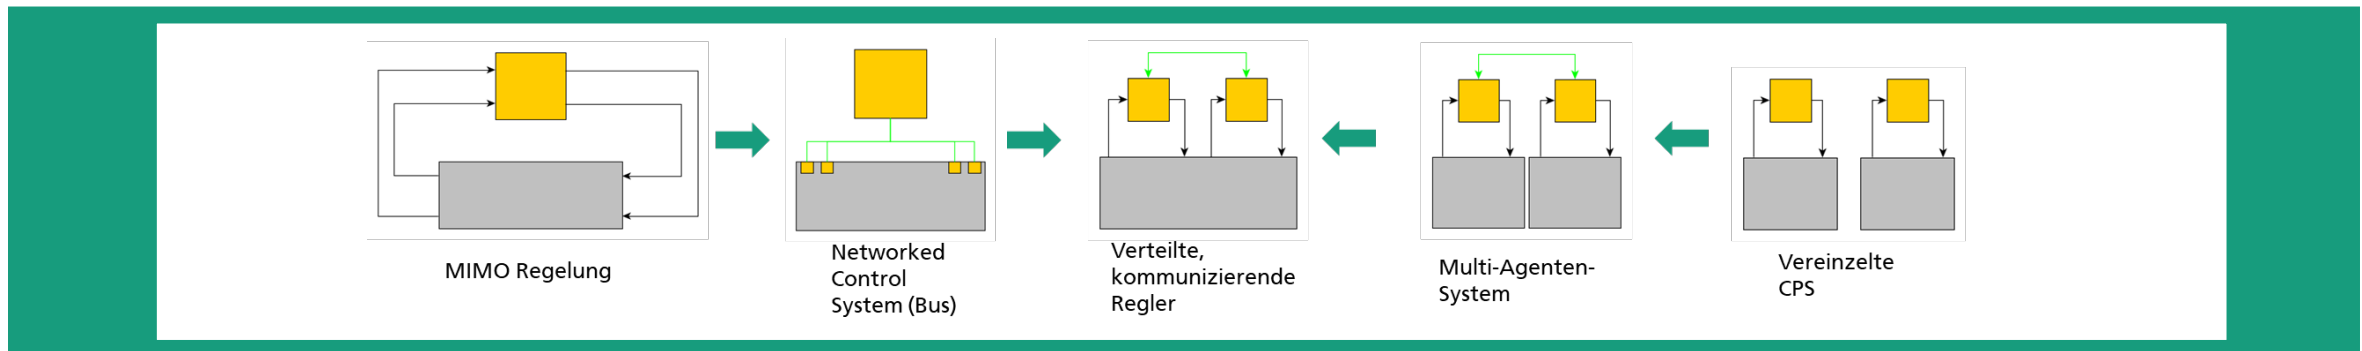 MIMO Regelung
Networked
Control
System (Bus)
Verteilte,
kommunizierende
Regler
Multi-Agenten-
System
Vereinzelte
CPS